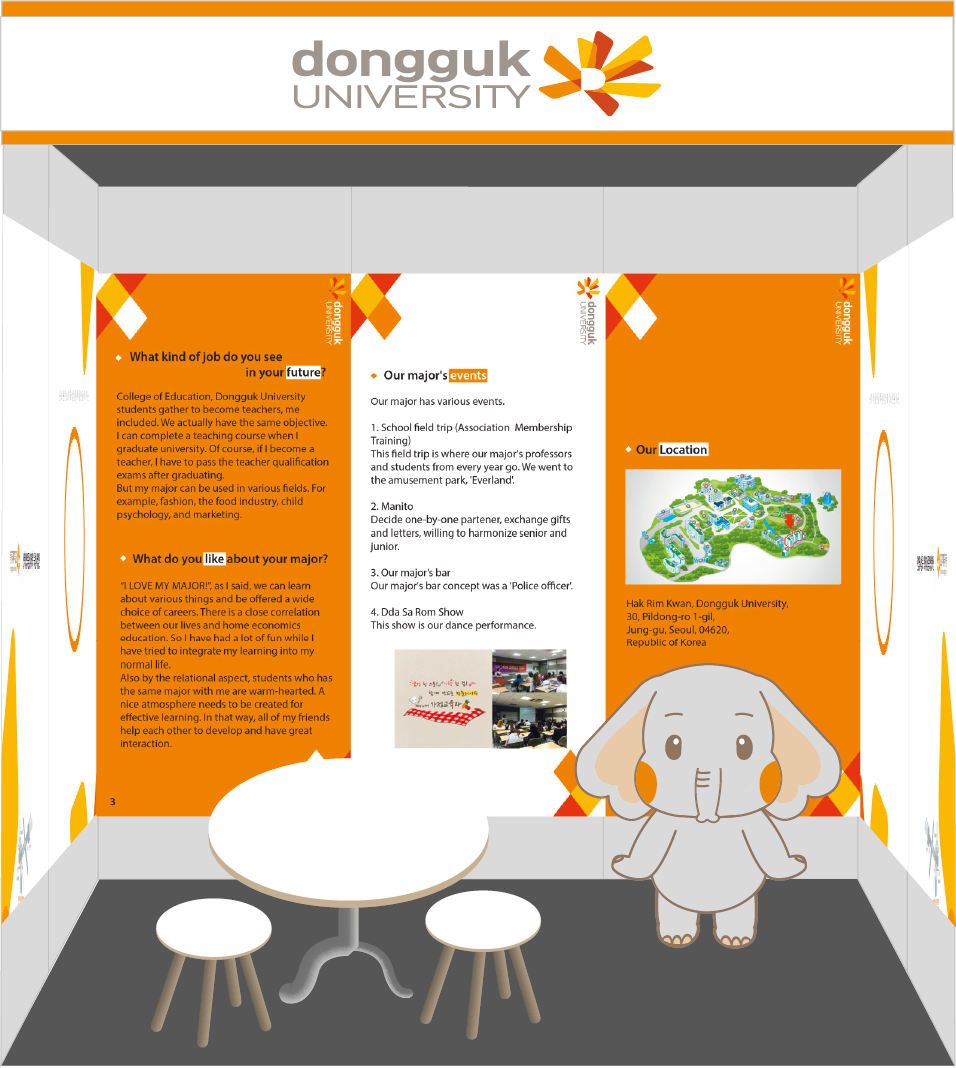 dongguk
UNIVERSITY
dongguk
UNIVERSITY
What kind of job do you see
in your future?
College of Education, Dongguk University
students gather to become teachers, me
included. We actually have the same objective.
I can complete a teaching course when I
graduate university. Of course, if I become a
teacher, I have to pass the teacher qualification
exams after graduating.
But my major can be used in various fields. For
example, fashion, the food industry, child
psychology, and marketing.
What do you like about your major?
"I LOVE MY MAJOR!", as I said, we can learn
about various things and be offered a wide
choice of careers. There is a close correlation
between our lives and home economics
education. So I have had a lot of fun while I
have tried to integrate my learning into my
normal life.
Also by the relational aspect, students who has
the same major with me are warm-hearted. A
nice atmosphere needs to be created for
effective learning. In that way, all of my friends
help each other to develop and have great
interaction.
3
dongguk
UNIVERSITY
Our major's events
Our major has various events.
1. School field trip (Association Membership
Training)
This field trip is where our major's professors
and students from every year go. We went to
the amusement park, 'Everland'.
2. Manito
Decide one-by-one partener, exchange gifts
and letters, willing to harmonize senior and
junior.
3. Our major's bar
Our major's bar concept was a 'Police officer'.
4. Dda Sa Rom Show
This show is our dance performance.
dongguk
UNIVERSITY
Our Location
Hak Rim Kwan, Dongguk University,
30, Pildong-ro 1-gil,
Jung-gu, Seoul, 04620,
Republic of Korea